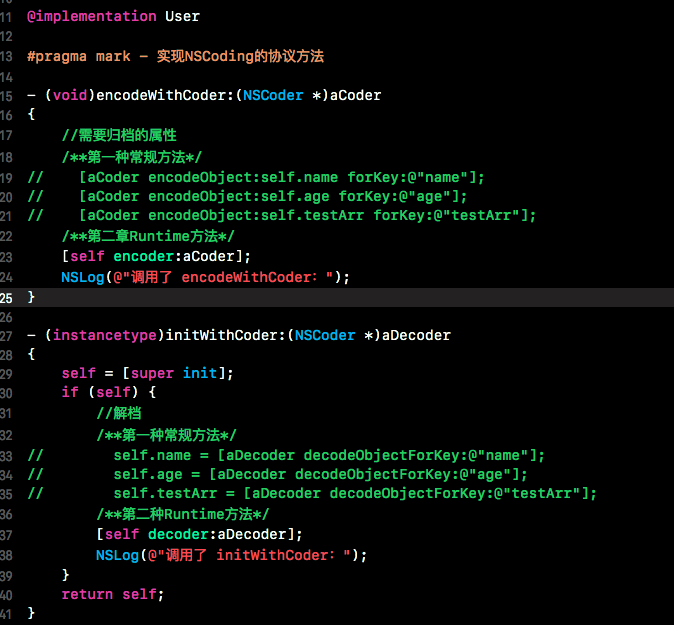 11 @implementation User
12
13 #pragma mark - 实现NSCoding的协议方法
14
15 - (void)encodeWithCoder:(NSCoder *)aCoder
16 {
17     //需要归档的属性
18     /**第一种常规方法*/
19 //    [aCoder encodeObject:self.name forKey:@"name"];
20 //    [aCoder encodeObject:self.age forKey:@"age"];
21 //    [aCoder encodeObject:self.testArr forKey:@"testArr"];
22     /**第二章Runtime方法*/
23     [self encoder:aCoder];
24     NSLog(@"调用了 encodeWithCoder: ");
25 }
26
27 - (instancetype)initWithCoder:(NSCoder *)aDecoder
28 {
29     self = [super init];
30     if (self) {
31         //解档
32         /**第一种常规方法*/
33 //        self.name = [aDecoder decodeObjectForKey:@"name"];
34 //        self.age = [aDecoder decodeObjectForKey:@"age"];
35 //        self.testArr = [aDecoder decodeObjectForKey:@"testArr"];
36         /**第二种Runtime方法*/
37         [self decoder:aDecoder];
38         NSLog(@"调用了 initWithCoder: ");
39     }
40     return self;
41 }